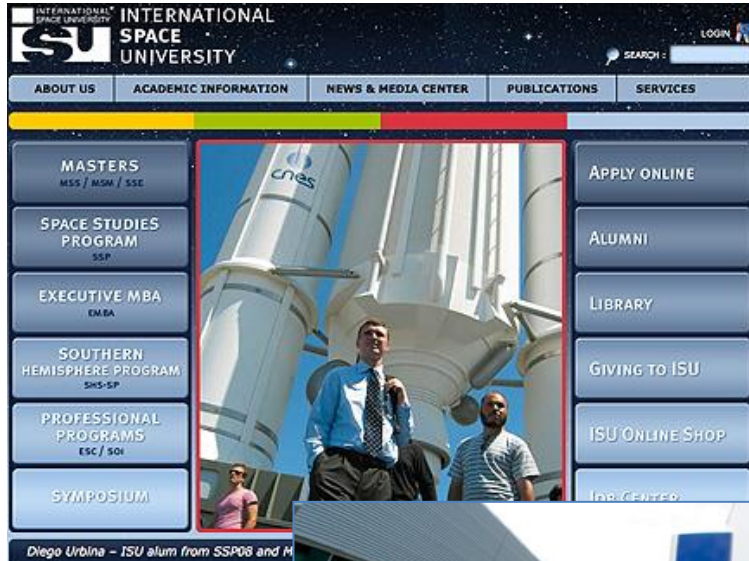 INTERNATIONAL
SPACE UNIVERSITY
ISU
INTERNATIONAL
SPACE
UNIVERSITY
LOGIN
SEARCH :
ABOUT US
ACADEMIC INFORMATION
NEWS & MEDIA CENTER
PUBLICATIONS
SERVICES
MASTERS
MSS / MSM / SSE
SPACE STUDIES
PROGRAM
SSP
EXECUTIVE MBA
EMBA
SOUTHERN
HEMISPHERE PROGRAM
SHS-SP
PROFESSIONAL
PROGRAMS
ESC / SOI
SYMPOSIUM
cnes
APPLY ONLINE
ALUMNI
LIBRARY
GIVING TO ISU
ISU ONLINE SHOP
JOB CENTER
Diego Urbina – ISU alum from SSP08 and